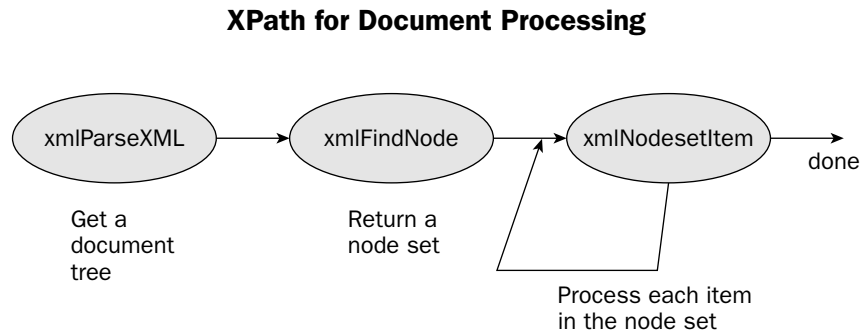 XPath for Document Processing
xmlParseXML
xmlFindNode
xmlNodesetItem
done
Get a
document
tree
Return a
node set
Process each item
in the node set